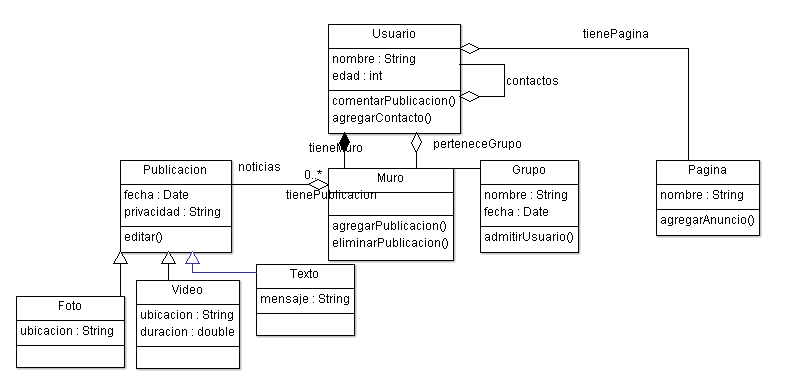 Usuario
tienePagina
nombre : String
edad : int
contactos
comentarPublicacion()
agregarContacto()
tieneMuro
perteneceGrupo
Publicacion
noticias
0..*
Muro
Grupo
Pagina
tienePublicacion
fecha : Date
privacidad : String
nombre : String
fecha : Date
nombre : String
agregarPublicacion()
eliminarPublicacion()
editar()
admitirUsuario()
agregarAnuncio()
Foto
Video
Texto
ubicacion : String
ubicacion : String
duracion : double
mensaje : String